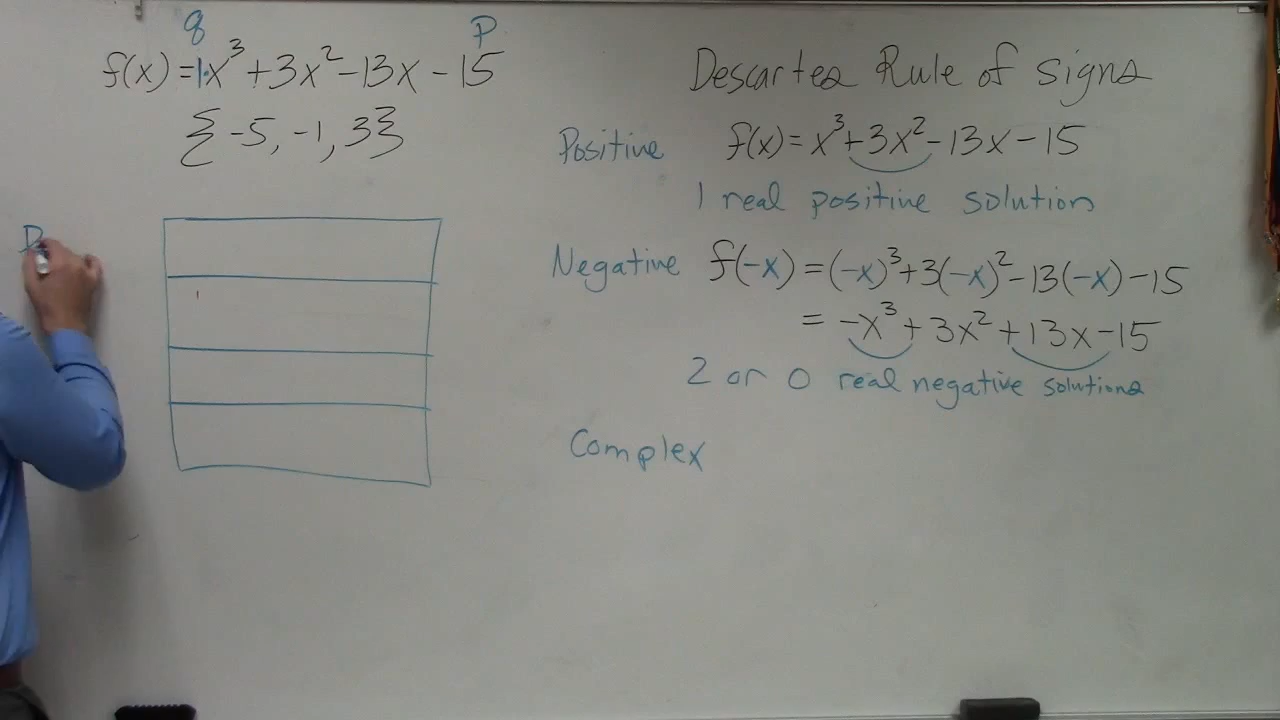 q p
f(x) = 1·x³ + 3x² - 13x - 15
{-5, -1, 3}
P
Descartes Rule of signs
Positive f(x) = x³ + 3x² - 13x - 15
1 real positive solution
Negative f(-x) = (-x)³ + 3(-x)² - 13(-x) - 15
= -x³ + 3x² + 13x - 15
2 or 0 real negative solutions
Complex